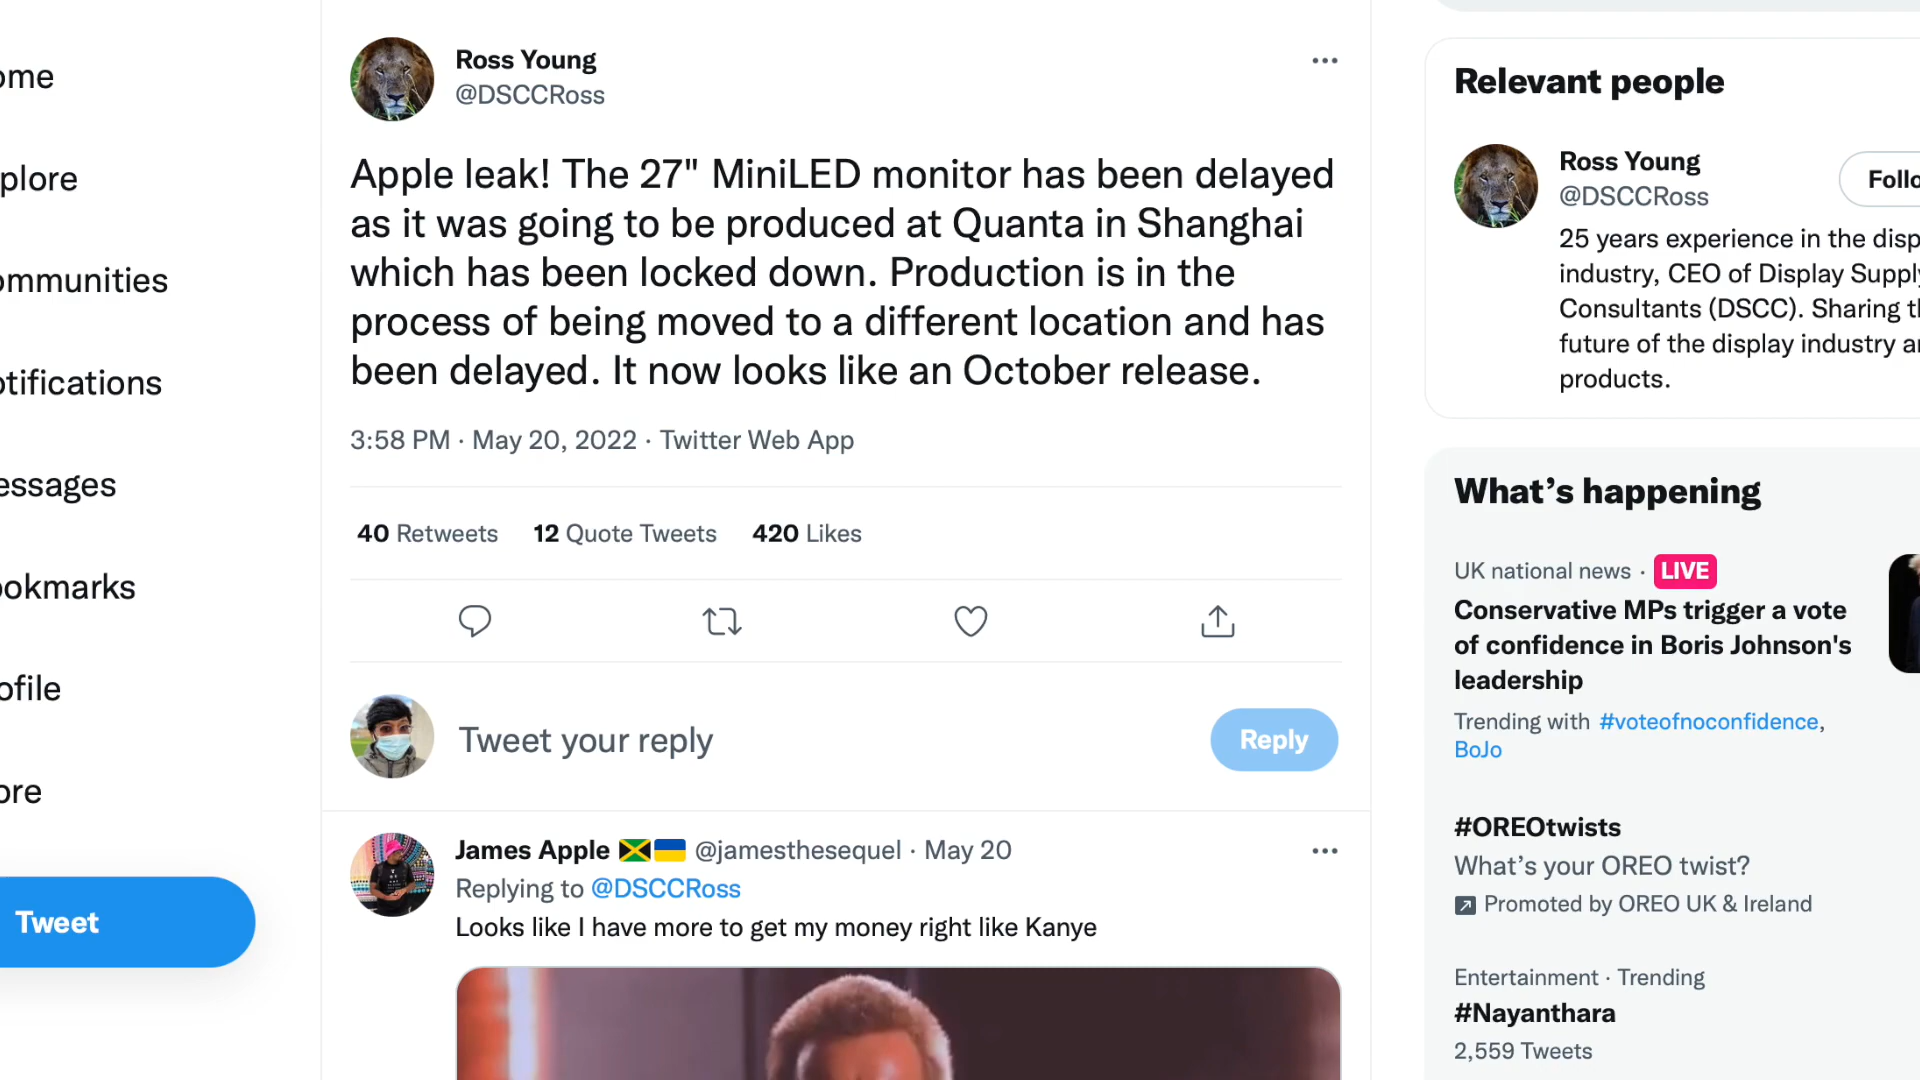 ome
plore
ommunities
otifications
essages
ookmarks
ofile
ore
Tweet
Ross Young
@DSCCRoss
Apple leak! The 27" MiniLED monitor has been delayed
as it was going to be produced at Quanta in Shanghai
which has been locked down. Production is in the
process of being moved to a different location and has
been delayed. It now looks like an October release.
3:58 PM · May 20, 2022 · Twitter Web App
40 Retweets 12 Quote Tweets 420 Likes
Tweet your reply
Reply
James Apple @jamesthesequel · May 20
Replying to @DSCCRoss
Looks like I have more to get my money right like Kanye
Relevant people
Ross Young
@DSCCRoss
Follo
25 years experience in the disp
industry, CEO of Display Supply
Consultants (DSCC). Sharing th
future of the display industry an
products.
What’s happening
UK national news · LIVE
Conservative MPs trigger a vote
of confidence in Boris Johnson's
leadership
Trending with #voteofnoconfidence,
BoJo
#OREOtwists
What’s your OREO twist?
Promoted by OREO UK & Ireland
Entertainment · Trending
#Nayanthara
2,559 Tweets